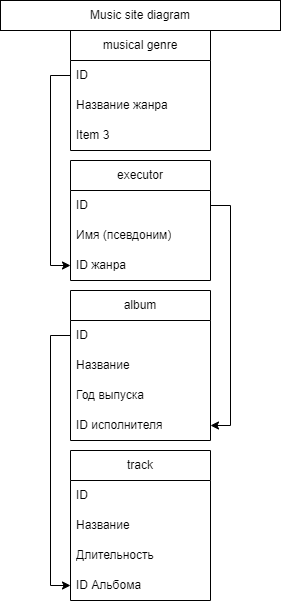 Music site diagram
musical genre
ID
Название жанра
Item 3
executor
ID
Имя (псевдоним)
ID жанра
album
ID
Название
Год выпуска
ID исполнителя
track
ID
Название
Длительность
ID Альбома